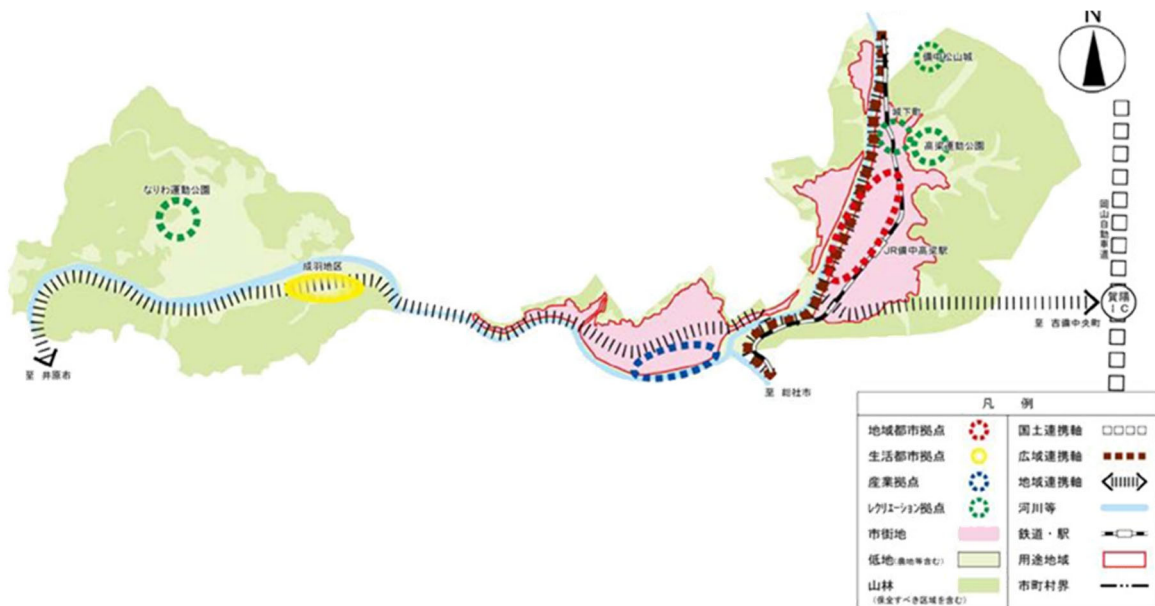 N
備中松山城
城下町
高梁運動公園
なりわ運動公園
岡山自動車道
JR備中高梁駅
成羽地区
賀陽
IC
至 吉備中央町
至 井原市
至 総社市
凡 例
地域都市拠点
国土連携軸
生活都市拠点
広域連携軸
産業拠点
地域連携軸
ﾚｸﾘｴｰｼｮﾝ拠点
河川等
市街地
鉄道・駅
低地(農地等含む)
用途地域
山林
(保全すべき区域を含む)
市町村界